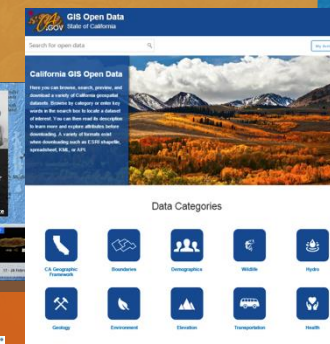 CA.GOV GIS Open Data
State of California
Search for open data
California GIS Open Data
Here you can browse, search, preview, and
download a variety of California geospatial
datasets. Browse by category or enter key
words in the search box to locate a dataset
of interest. You can then read its description
to learn more and explore attributes before
downloading. A variety of formats exist
when downloading such as ESRI shapefile,
spreadsheet, KML, or API.
Data Categories
CA Geographic
Framework
Boundaries
Demographics
Wildlife
Hydro
Geology
Environment
Elevation
Transportation
Health